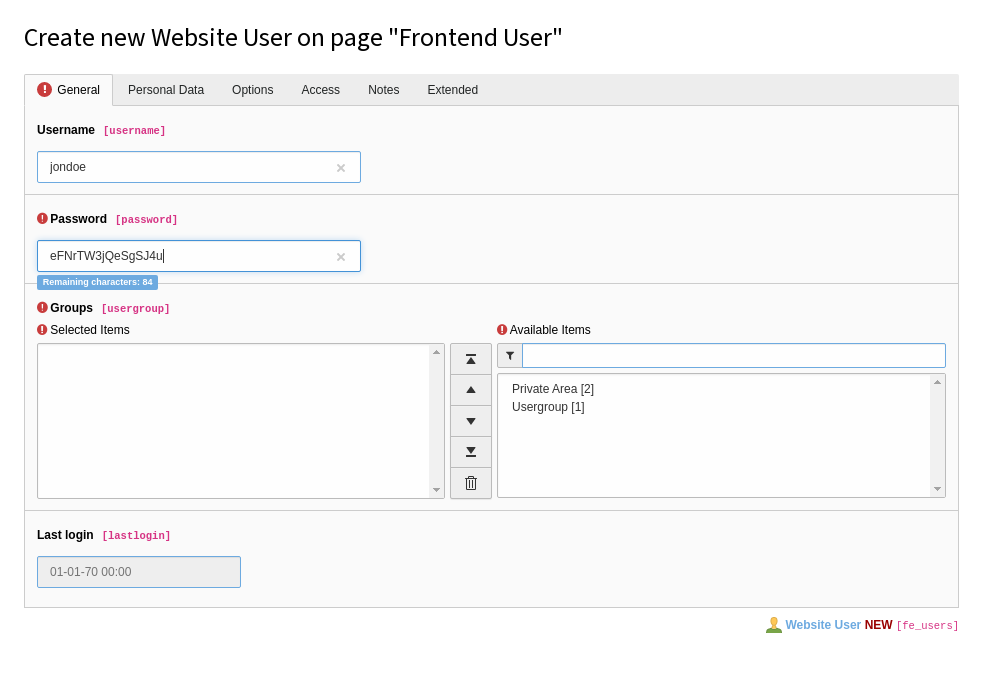 Create new Website User on page "Frontend User"
General Personal Data Options Access Notes Extended
Username [username]
jondoe
Password [password]
eFNrTW3jQeSgSJ4u
Remaining characters: 84
Groups [usergroup]
Selected Items
Available Items
Private Area [2]
Usergroup [1]
Last login [lastlogin]
01-01-70 00:00
Website User NEW [fe_users]